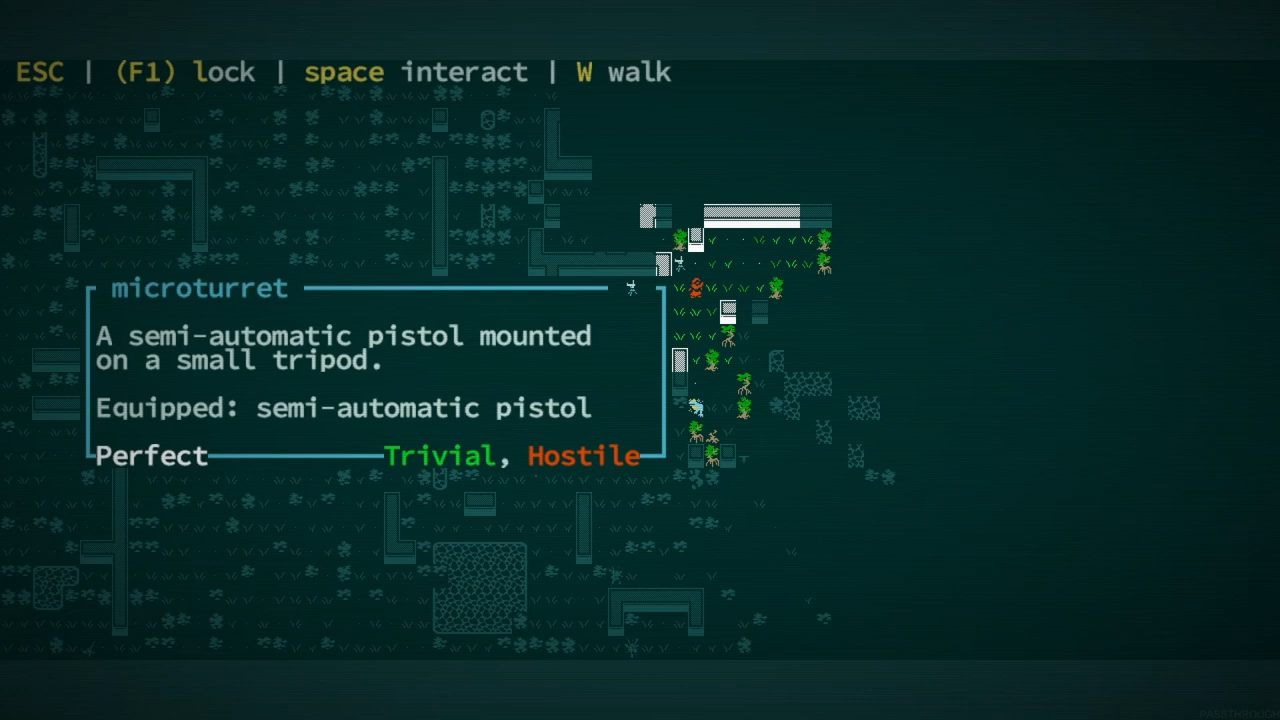 ESC | (F1) lock | space interact | W walk
microturret
A semi-automatic pistol mounted
on a small tripod.
Equipped: semi-automatic pistol
Perfect Trivial, Hostile